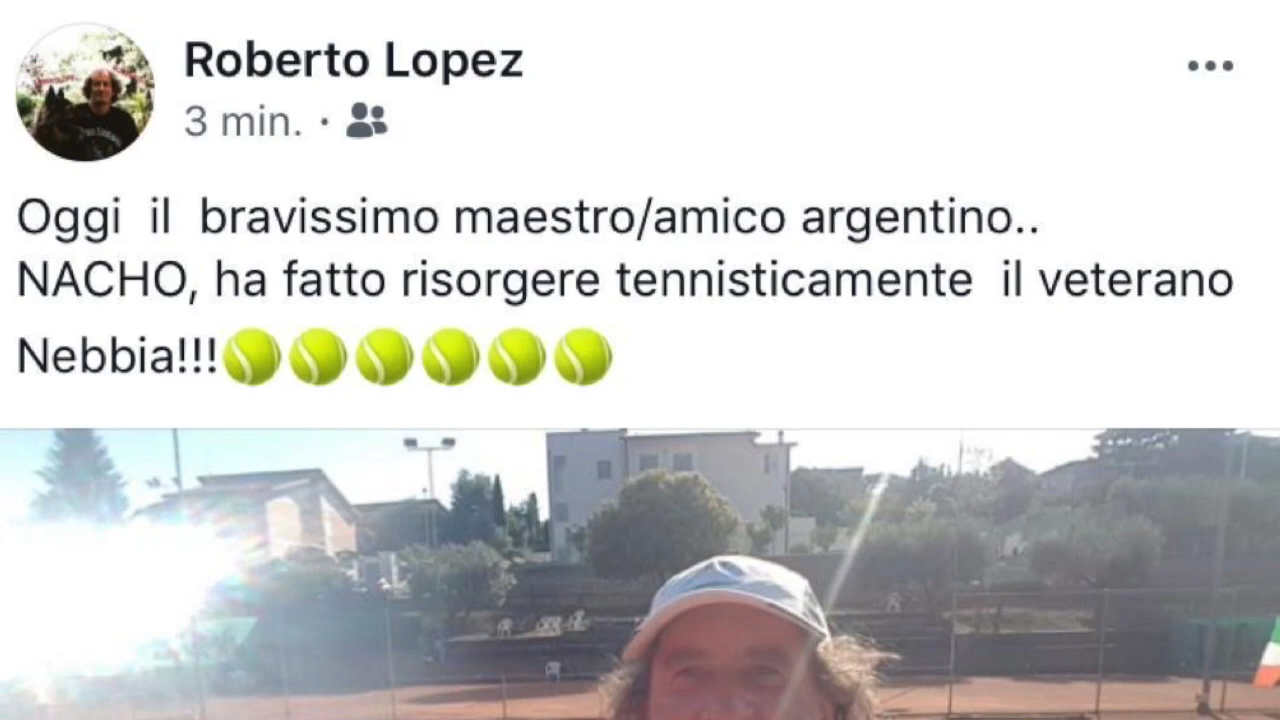 Roberto Lopez
3 min. ·
Oggi il bravissimo maestro/amico argentino..
NACHO, ha fatto risorgere tennisticamente il veterano
Nebbia!!!🎾🎾🎾🎾🎾🎾